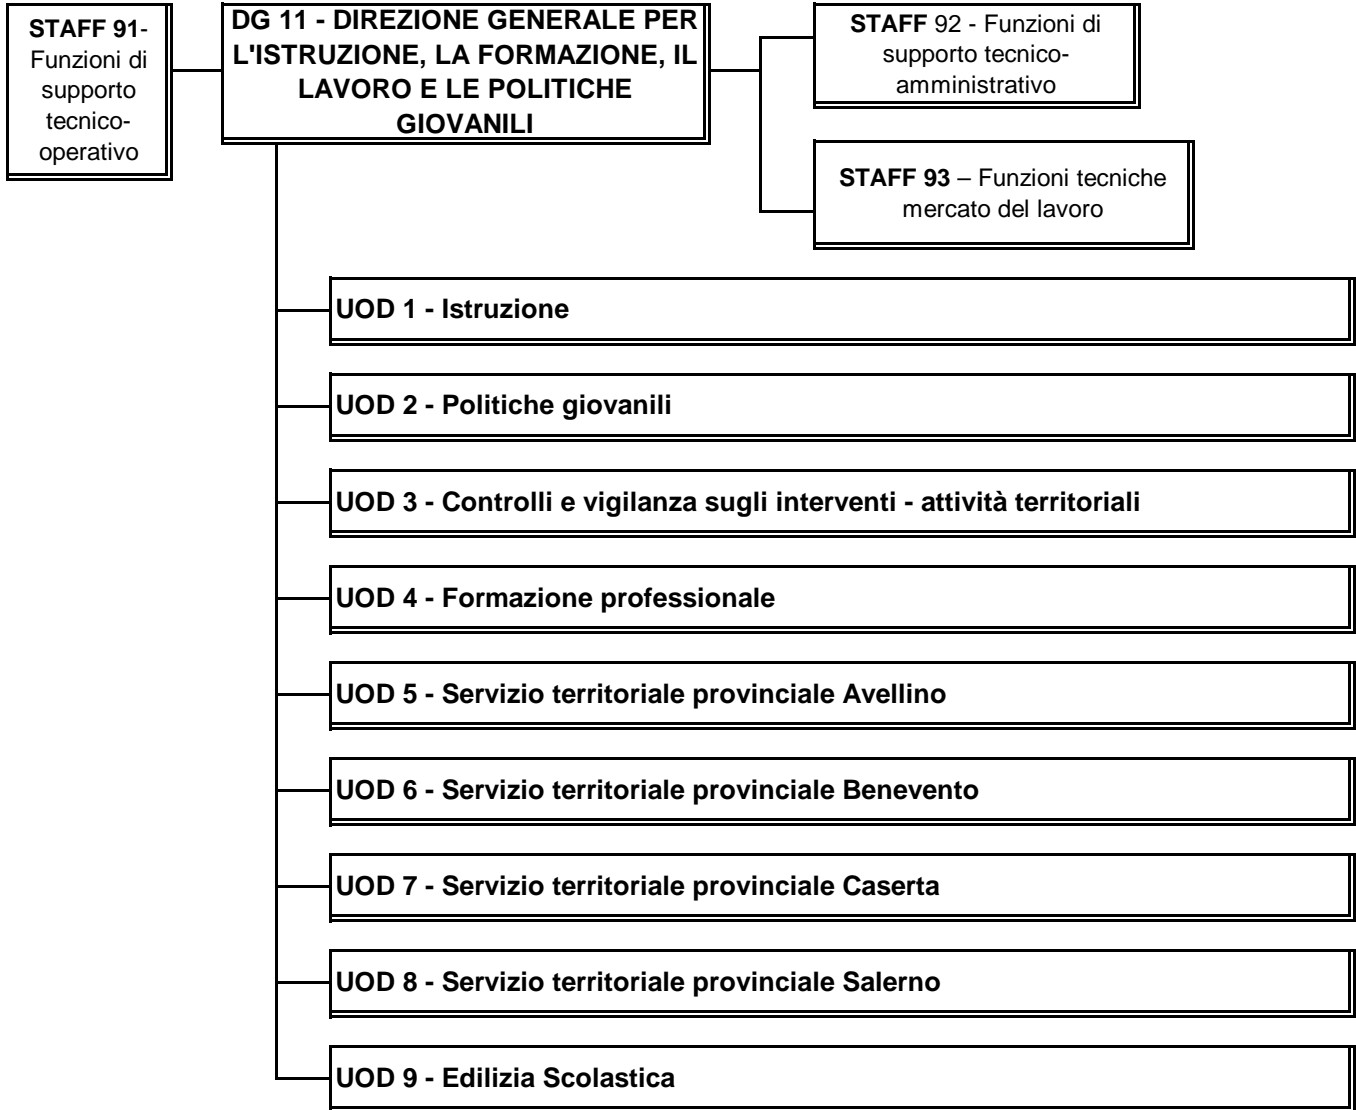 STAFF 91-
Funzioni di
supporto
tecnico-
operativo
DG 11 - DIREZIONE GENERALE PER
L'ISTRUZIONE, LA FORMAZIONE, IL
LAVORO E LE POLITICHE
GIOVANILI
STAFF 92 - Funzioni di
supporto tecnico-
amministrativo
STAFF 93 – Funzioni tecniche
mercato del lavoro
UOD 1 - Istruzione
UOD 2 - Politiche giovanili
UOD 3 - Controlli e vigilanza sugli interventi - attività territoriali
UOD 4 - Formazione professionale
UOD 5 - Servizio territoriale provinciale Avellino
UOD 6 - Servizio territoriale provinciale Benevento
UOD 7 - Servizio territoriale provinciale Caserta
UOD 8 - Servizio territoriale provinciale Salerno
UOD 9 - Edilizia Scolastica